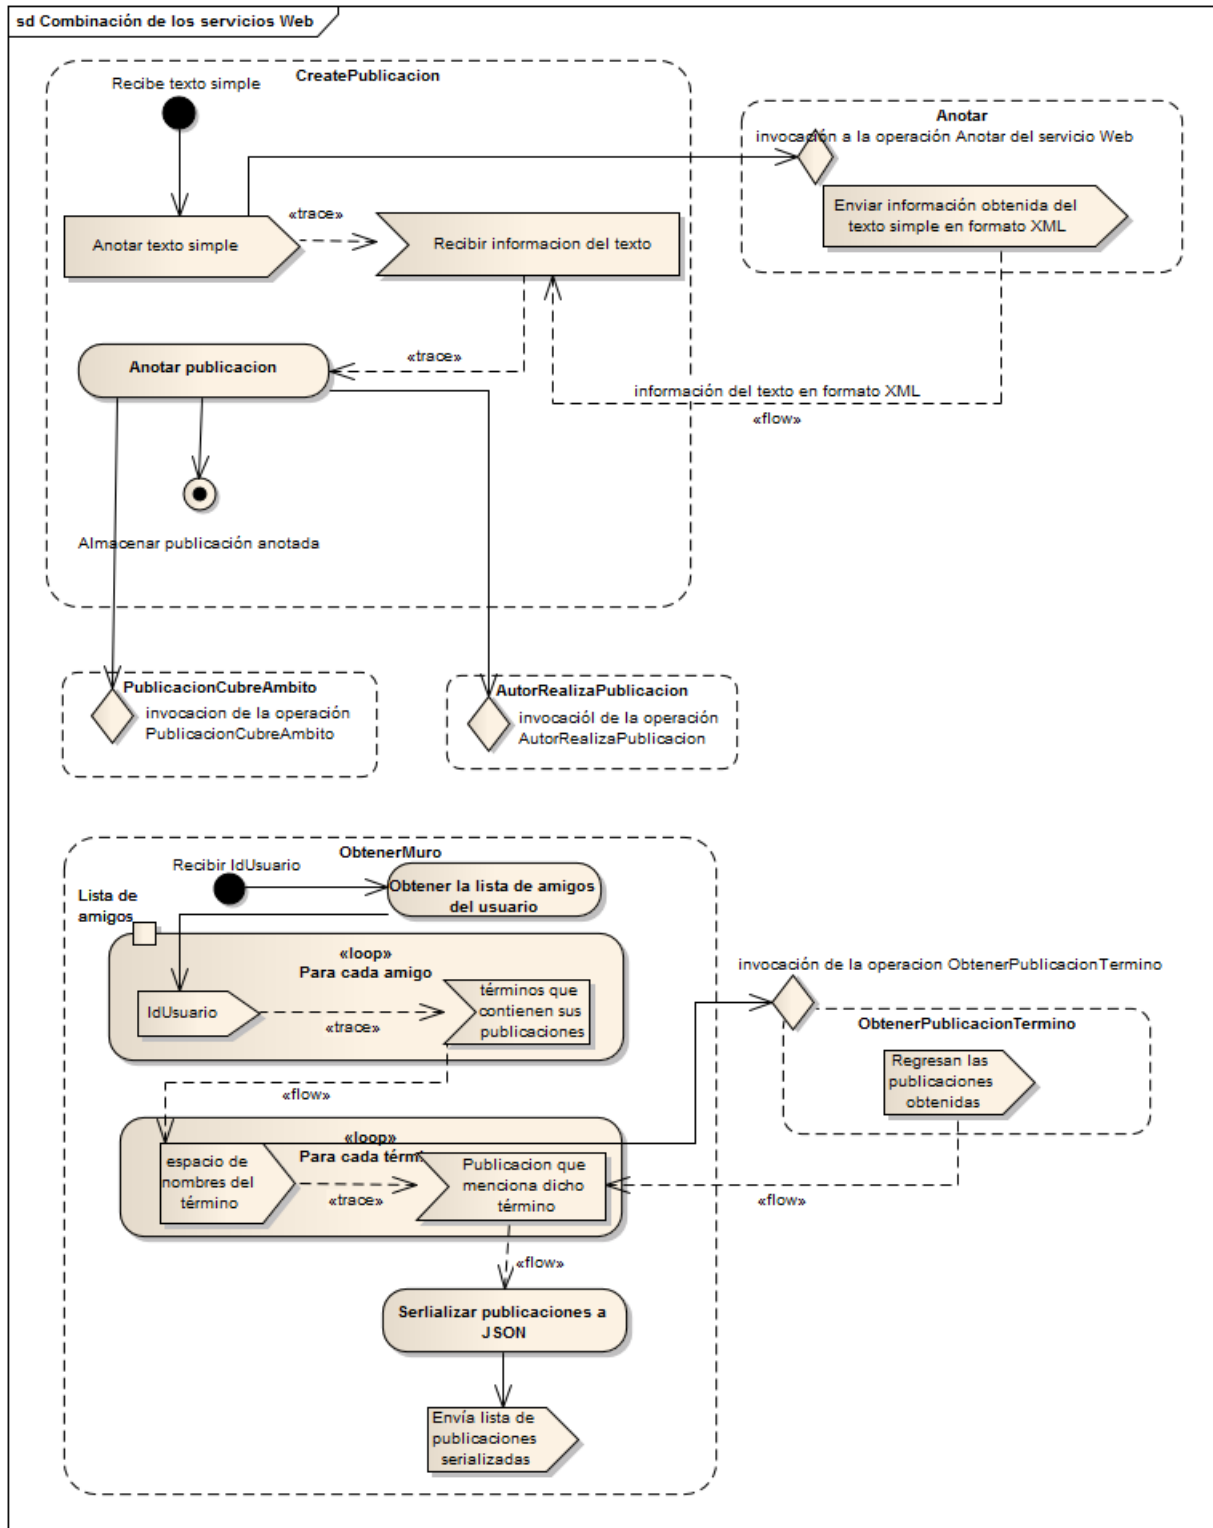 sd Combinación de los servicios Web
CreatePublicacion
Recibe texto simple
Anotar
invocación a la operación Anotar del servicio Web
Enviar información obtenida del
texto simple en formato XML
«trace»
Anotar texto simple
Recibir informacion del texto
«trace»
Anotar publicacion
información del texto en formato XML
«flow»
Almacenar publicación anotada
PublicacionCubreAmbito
invocacion de la operación
PublicacionCubreAmbito
AutorRealizaPublicacion
invocaciól de la operación
AutorRealizaPublicacion
ObtenerMuro
Recibir IdUsuario
Obtener la lista de amigos
del usuario
Lista de
amigos
«loop»
Para cada amigo
IdUsuario
«trace»
términos que
contienen sus
publicaciones
invocación de la operacion ObtenerPublicacionTermino
ObtenerPublicacionTermino
Regresan las
publicaciones
obtenidas
«flow»
«loop»
Para cada térmi
espacio de
nombres del
término
«trace»
Publicacion que
menciona dicho
término
«flow»
«flow»
Serlializar publicaciones a
JSON
Envía lista de
publicaciones
serializadas